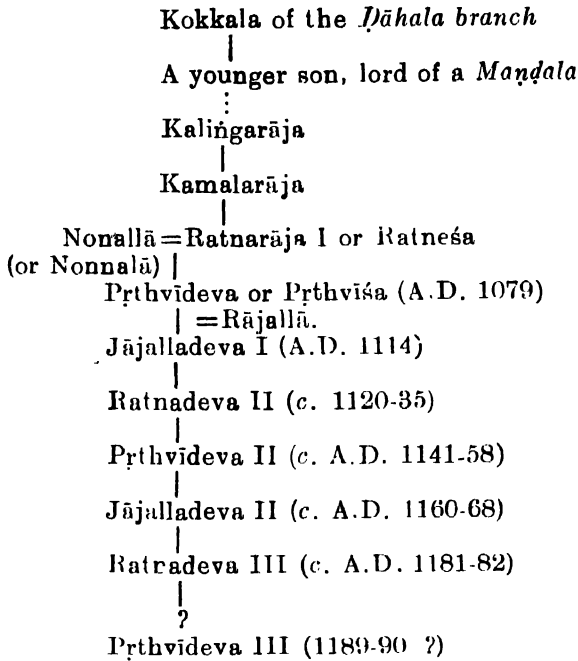 Kokkala of the Ḍāhala branch
A younger son, lord of a Maṇḍala
Kaliṅgarāja
Kamalarāja
Nonallā=Ratnarāja I or Ratneśa
(or Nonnalā)
Pṛthvīdeva or Pṛthvīśa (A.D. 1079)
=Rājallā.
Jājalladeva I (A.D. 1114)
Ratnadeva II (c. 1120-35)
Pṛthvīdeva II (c. A.D. 1141-58)
Jājalladeva II (c. A.D. 1160-68)
Ratradeva III (c. A.D. 1181-82)
?
Pṛthvīdeva III (1189-90 ?)